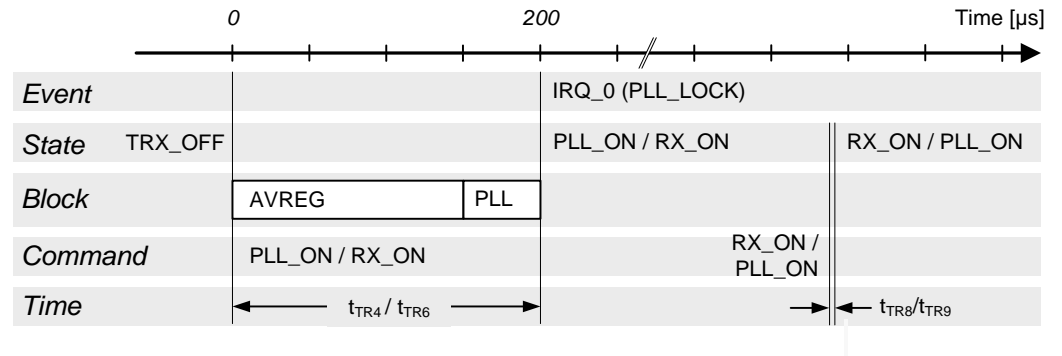 0 200 Time [µs]
Event IRQ_0 (PLL_LOCK)
State TRX_OFF PLL_ON / RX_ON RX_ON / PLL_ON
Block AVREG PLL
Command PLL_ON / RX_ON RX_ON /
PLL_ON
Time tTR4 / tTR6 tTR8/tTR9